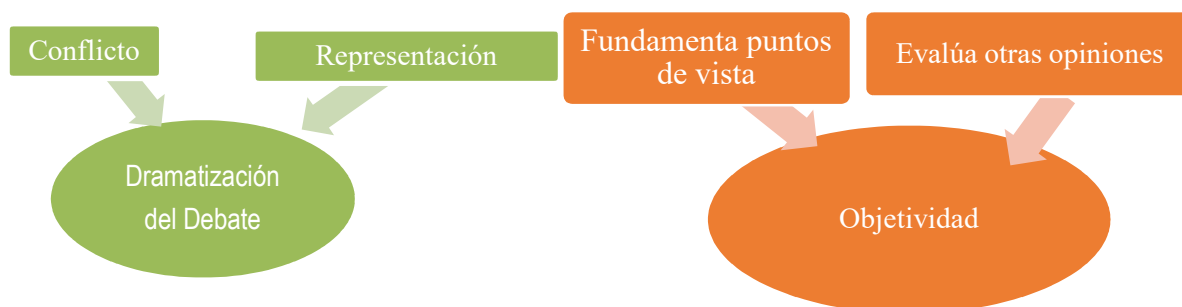 Conflicto
Representación
Fundamenta puntos
de vista
Evalúa otras opiniones
Dramatización
del Debate
Objetividad